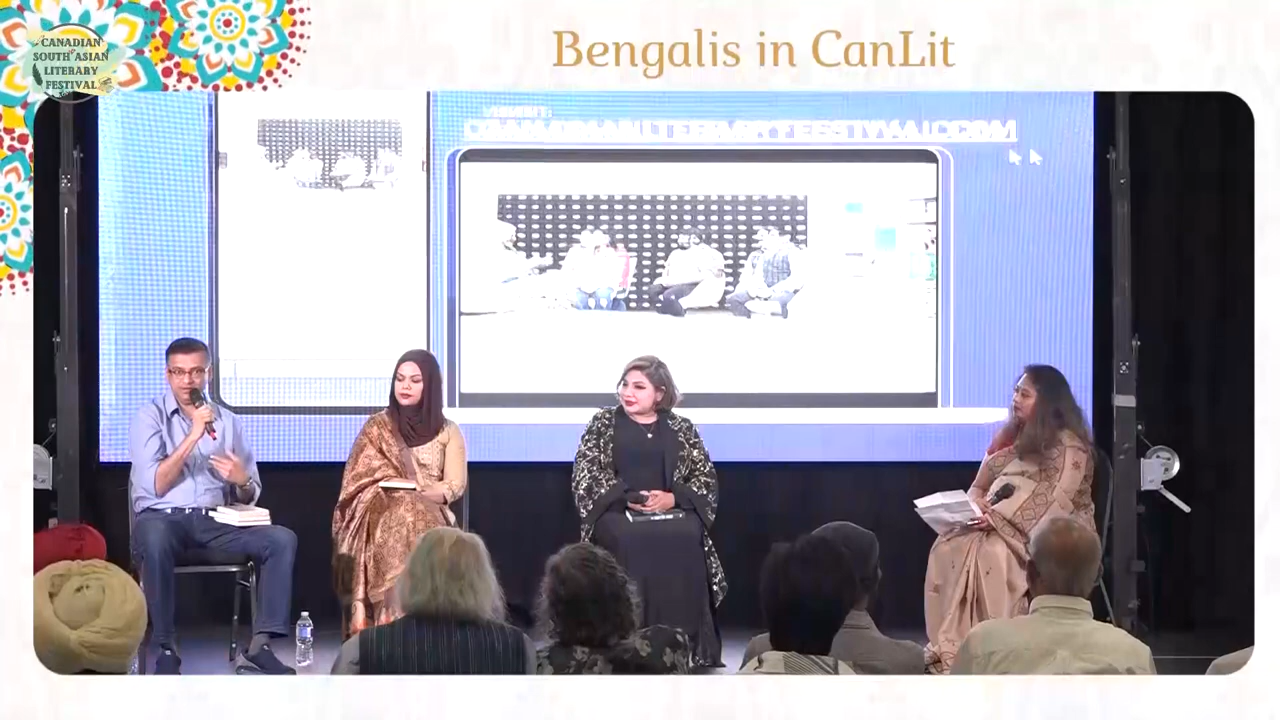 CANADIAN
SOUTH ASIAN
LITERARY
FESTIVAL
Bengalis in CanLit